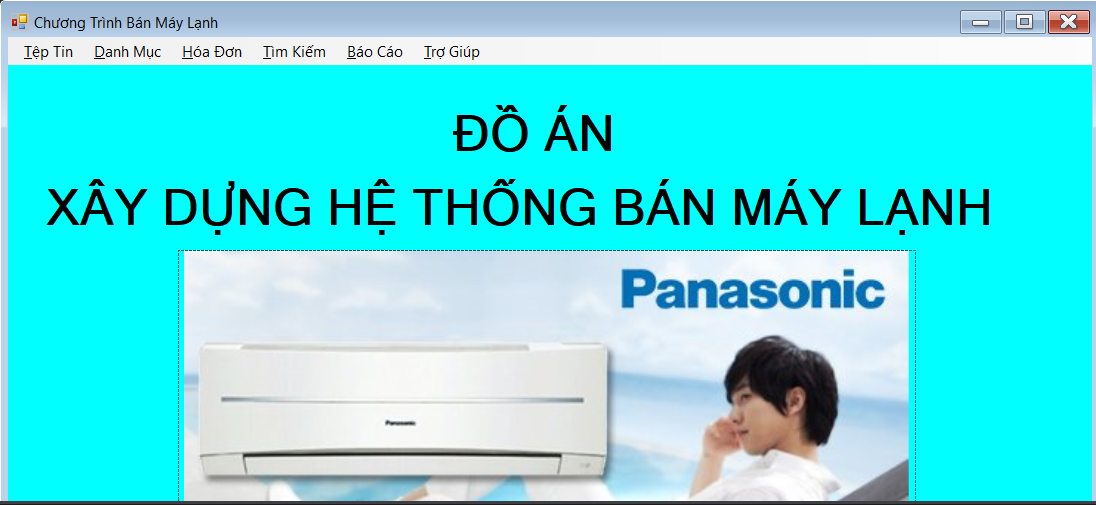 Chương Trình Bán Máy Lạnh
Tệp Tin Danh Mục Hóa Đơn Tìm Kiếm Báo Cáo Trợ Giúp
ĐỒ ÁN
XÂY DỰNG HỆ THỐNG BÁN MÁY LẠNH
Panasonic
Panasonic